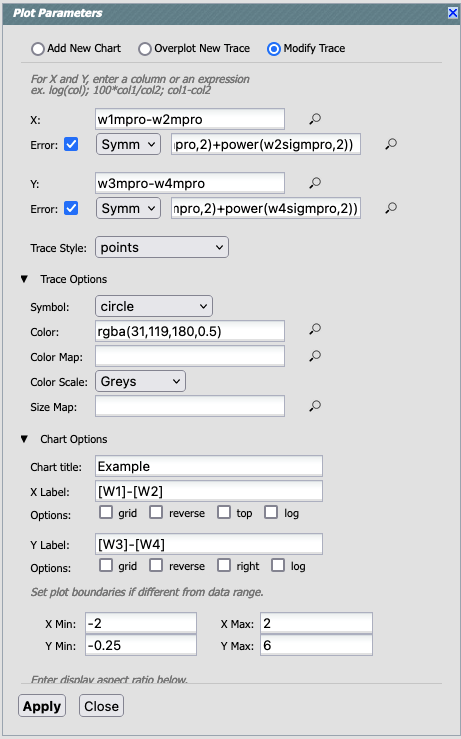 Plot Parameters
Add New Chart Overplot New Trace Modify Trace
For X and Y, enter a column or an expression
ex. log(col); 100*col1/col2; col1-col2
X: w1mpro-w2mpro
Error: Symm pro,2)+power(w2sigmpro,2))
Y: w3mpro-w4mpro
Error: Symm mpro,2)+power(w4sigmpro,2))
Trace Style: points
Trace Options
Symbol: circle
Color: rgba(31,119,180,0.5)
Color Map:
Color Scale: Greys
Size Map:
Chart Options
Chart title: Example
X Label: [W1]-[W2]
Options: grid reverse top log
Y Label: [W3]-[W4]
Options: grid reverse right log
Set plot boundaries if different from data range.
X Min: -2 X Max: 2
Y Min: -0.25 Y Max: 6
Enter display aspect ratio below.
Apply Close